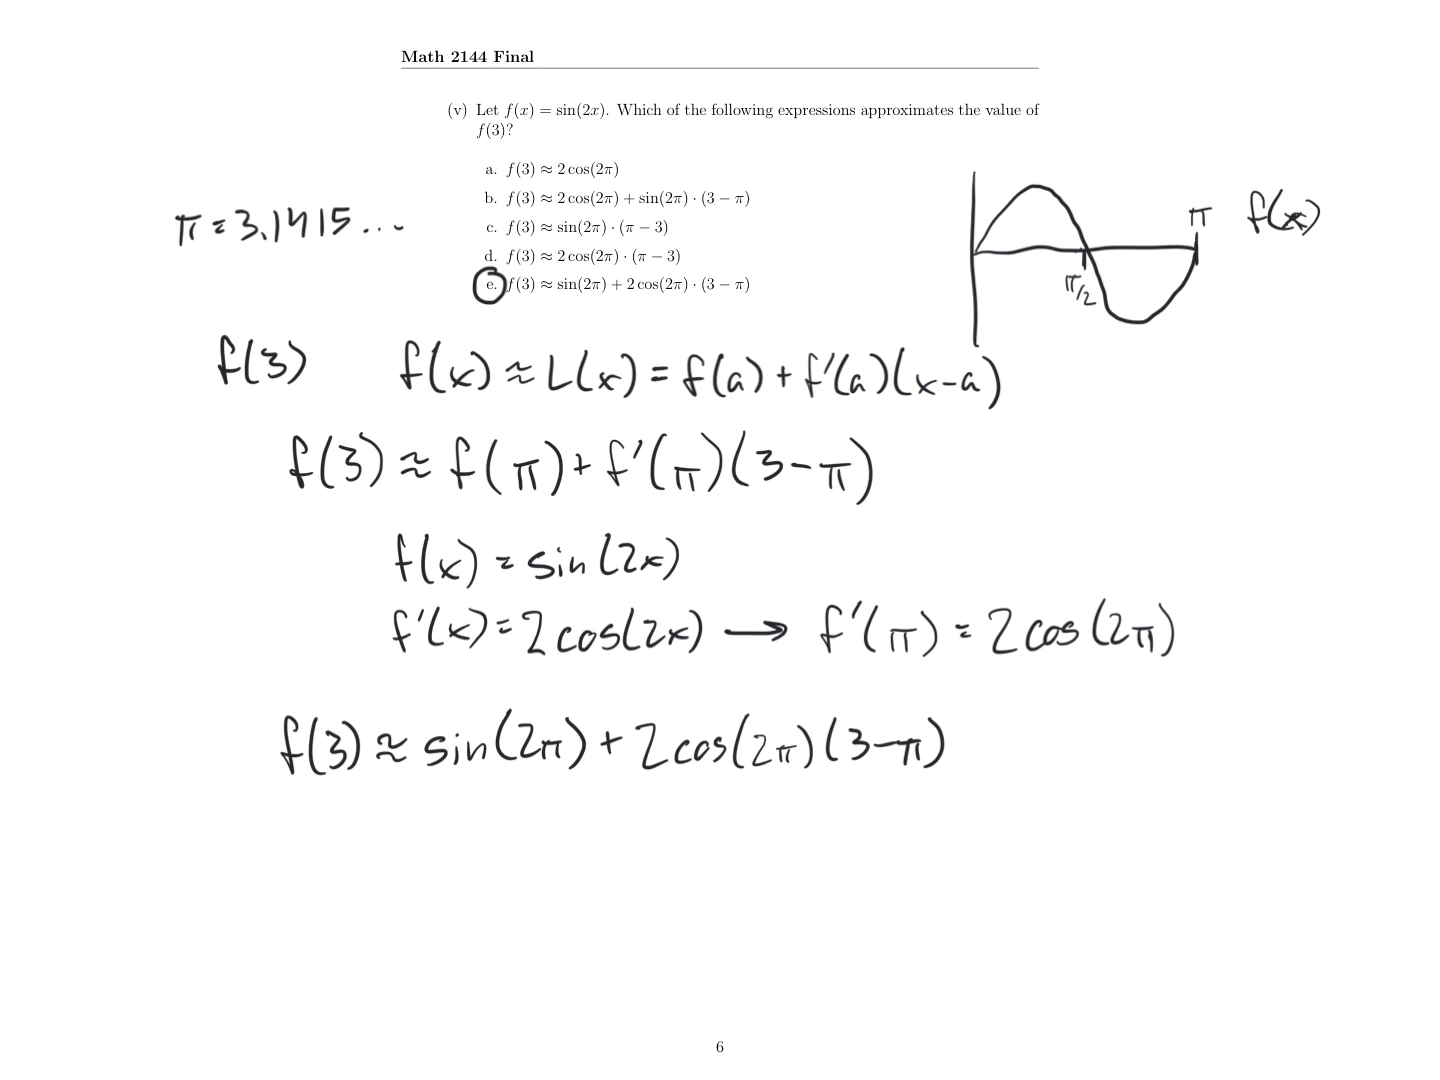 Math 2144 Final
(v) Let f(x) = sin(2x). Which of the following expressions approximates the value of
f(3)?
a. f(3) ≈ 2 cos(2π)
b. f(3) ≈ 2 cos(2π) + sin(2π) · (3 − π)
c. f(3) ≈ sin(2π) · (π − 3)
d. f(3) ≈ 2 cos(2π) · (π − 3)
e. f(3) ≈ sin(2π) + 2 cos(2π) · (3 − π)
π = 3.1415...
π f(x)
π/2
f(3) f(x) ≈ L(x) = f(a) + f'(a)(x-a)
f(3) ≈ f(π) + f'(π)(3-π)
f(x) = sin(2x)
f'(x) = 2cos(2x) → f'(π) = 2cos(2π)
f(3) ≈ sin(2π) + 2cos(2π)(3-π)
6